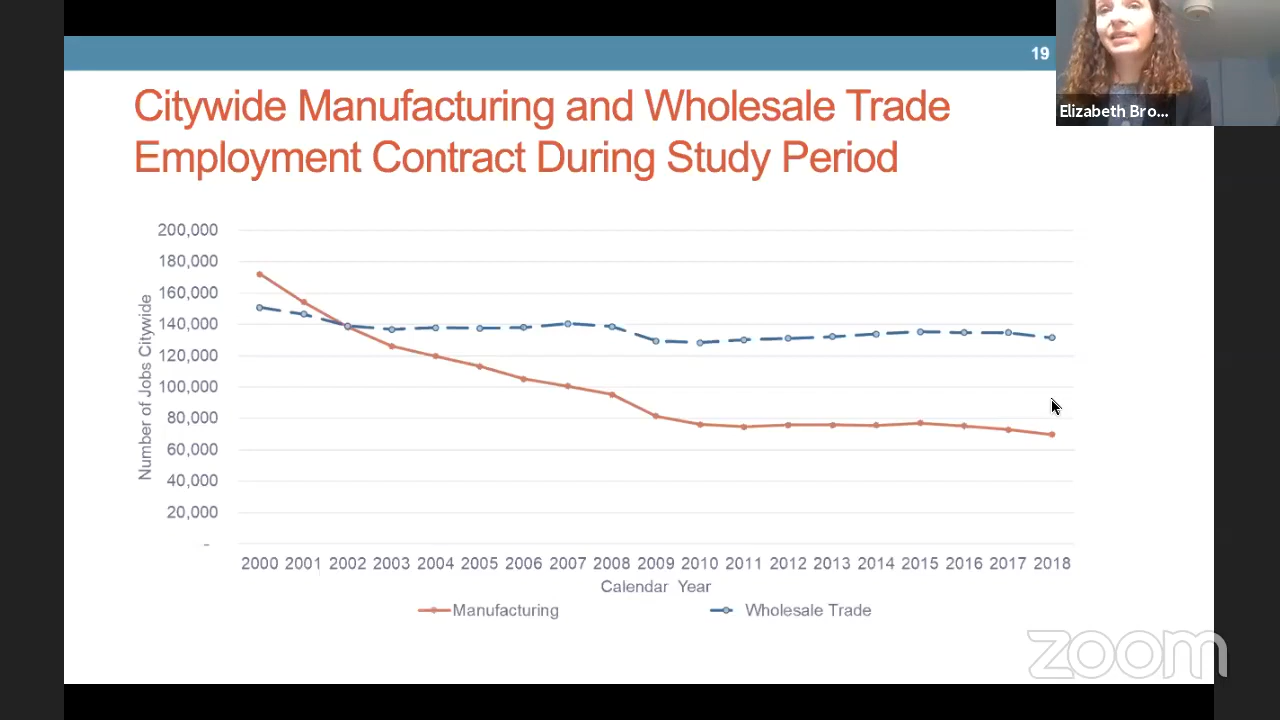 19
Citywide Manufacturing and Wholesale Trade
Employment Contract During Study Period
Elizabeth Bro...
200,000
180,000
160,000
140,000
120,000
100,000
80,000
60,000
40,000
20,000
-
Number of Jobs Citywide
2000 2001 2002 2003 2004 2005 2006 2007 2008 2009 2010 2011 2012 2013 2014 2015 2016 2017 2018
Calendar Year
Manufacturing Wholesale Trade
zoom